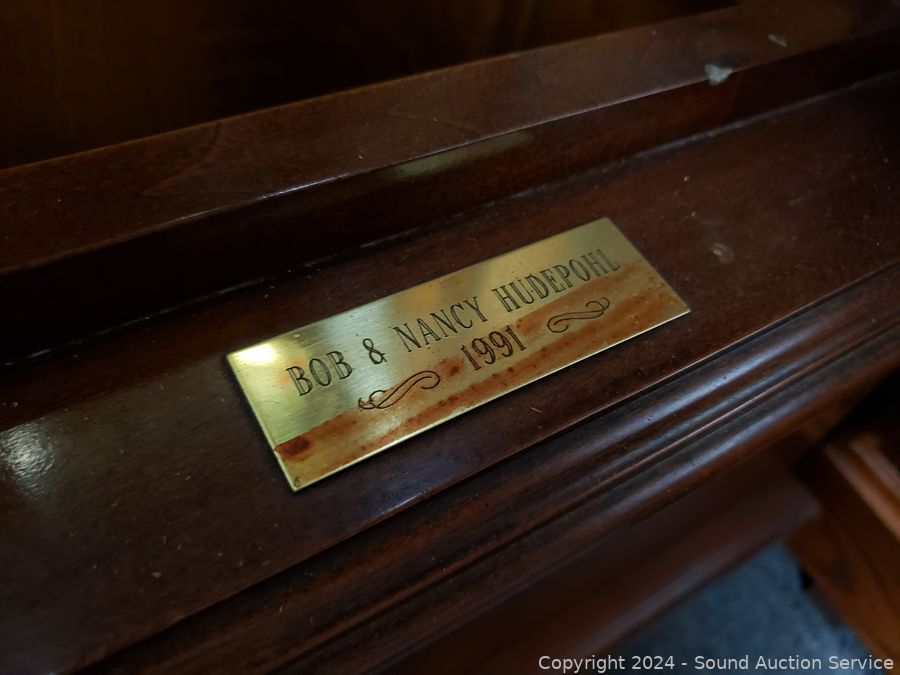 BOB & NANCY HUDEPOHL
1991
Copyright © 2024 - Sound Auction Service